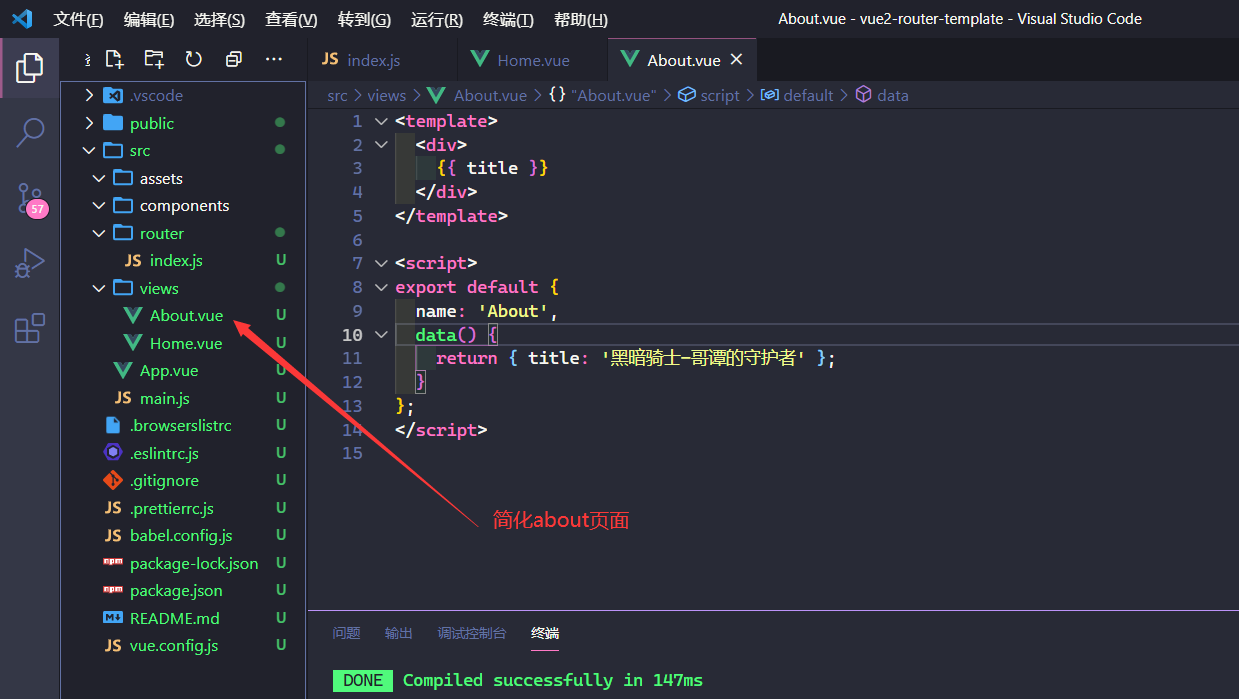 文件(F) 编辑(E) 选择(S) 查看(V) 转到(G) 运行(R) 终端(T) 帮助(H) About.vue - vue2-router-template - Visual Studio Code
JS index.js Home.vue About.vue
src > views > About.vue > {} "About.vue" > script > default > data
57
.vscode
public
src
assets
components
router
JS index.js U
views
About.vue U
Home.vue U
App.vue U
JS main.js U
.browserslistrc U
.eslintrc.js U
.gitignore U
JS .prettierrc.js U
JS babel.config.js U
npm package-lock.json U
npm package.json U
README.md U
JS vue.config.js U
1 <template>
2 <div>
3 {{ title }}
4 </div>
5 </template>
6
7 <script>
8 export default {
9 name: 'About',
10 data() {
11 return { title: '黑暗骑士-哥谭的守护者' };
12 }
13 };
14 </script>
15
简化about页面
问题 输出 调试控制台 终端
DONE Compiled successfully in 147ms